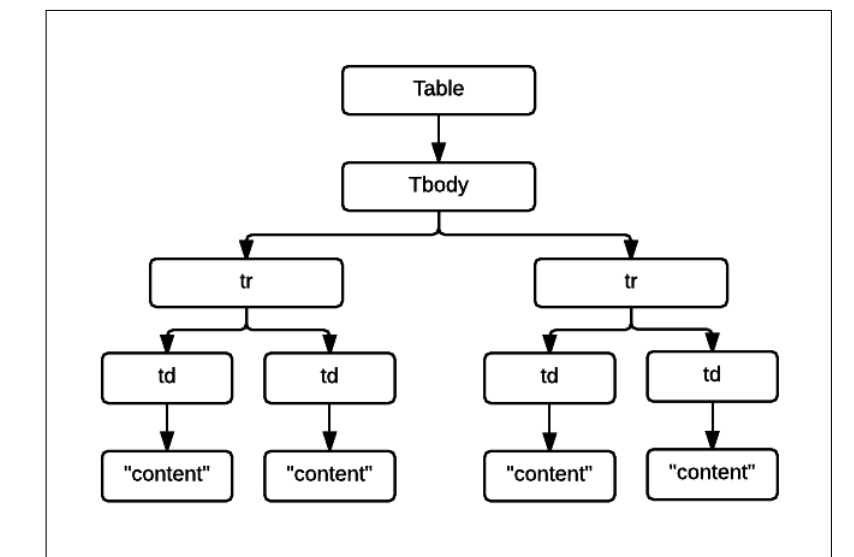 Table
Tbody
tr
tr
td
td
td
td
"content"
"content"
"content"
"content"